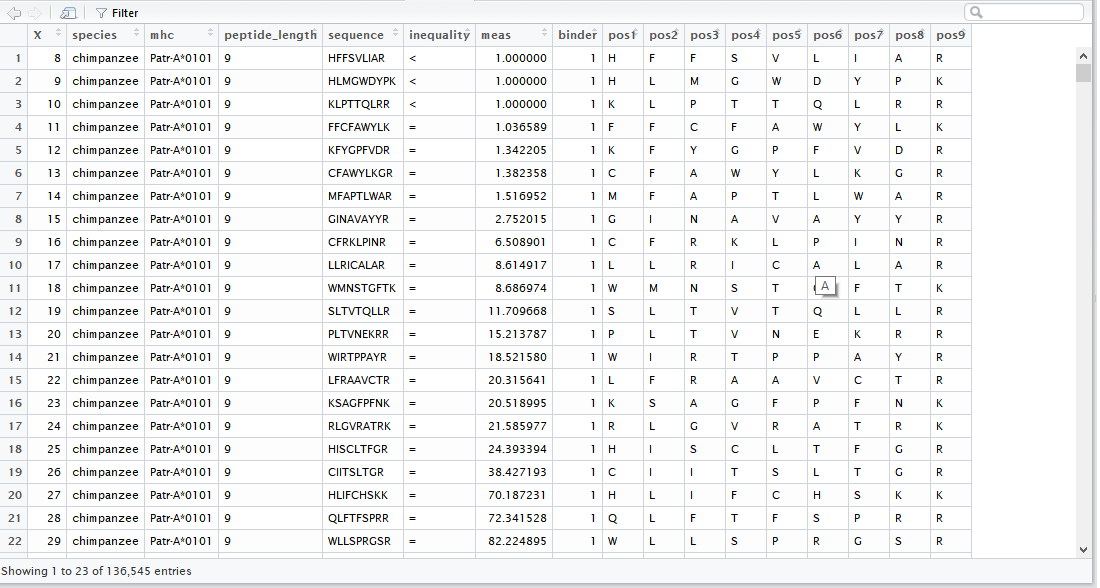 Filter
X species mhc peptide_length sequence inequality meas binder pos1 pos2 pos3 pos4 pos5 pos6 pos7 pos8 pos9
1 8 chimpanzee Patr-A*0101 9 HFFSVLIAR < 1.000000 1 H F F S V L I A R
2 9 chimpanzee Patr-A*0101 9 HLMGWDYPK < 1.000000 1 H L M G W D Y P K
3 10 chimpanzee Patr-A*0101 9 KLPTTQLRR < 1.000000 1 K L P T T Q L R R
4 11 chimpanzee Patr-A*0101 9 FFCFAWYLK = 1.036589 1 F F C F A W Y L K
5 12 chimpanzee Patr-A*0101 9 KFYGPFVDR = 1.342205 1 K F Y G P F V D R
6 13 chimpanzee Patr-A*0101 9 CFAWYLKGR = 1.382358 1 C F A W Y L K G R
7 14 chimpanzee Patr-A*0101 9 MFAPTLWAR = 1.516952 1 M F A P T L W A R
8 15 chimpanzee Patr-A*0101 9 GINAVAYYR = 2.752015 1 G I N A V A Y Y R
9 16 chimpanzee Patr-A*0101 9 CFRKLPINR = 6.508901 1 C F R K L P I N R
10 17 chimpanzee Patr-A*0101 9 LLRICALAR = 8.614917 1 L L R I C A L A R
11 18 chimpanzee Patr-A*0101 9 WMNSTGFTK = 8.686974 1 W M N S T A F T K
12 19 chimpanzee Patr-A*0101 9 SLTVTQLLR = 11.709668 1 S L T V T Q L L R
13 20 chimpanzee Patr-A*0101 9 PLTVNEKRR = 15.213787 1 P L T V N E K R R
14 21 chimpanzee Patr-A*0101 9 WIRTPPAYR = 18.521580 1 W I R T P P A Y R
15 22 chimpanzee Patr-A*0101 9 LFRAAVCTR = 20.315641 1 L F R A A V C T R
16 23 chimpanzee Patr-A*0101 9 KSAGFPFNK = 20.518995 1 K S A G F P F N K
17 24 chimpanzee Patr-A*0101 9 RLGVRATRK = 21.585977 1 R L G V R A T R K
18 25 chimpanzee Patr-A*0101 9 HISCLTFGR = 24.393394 1 H I S C L T F G R
19 26 chimpanzee Patr-A*0101 9 CIITSLTGR = 38.427193 1 C I I T S L T G R
20 27 chimpanzee Patr-A*0101 9 HLIFCHSKK = 70.187231 1 H L I F C H S K K
21 28 chimpanzee Patr-A*0101 9 QLFTFSPRR = 72.341528 1 Q L F T F S P R R
22 29 chimpanzee Patr-A*0101 9 WLLSPRGSR = 82.224895 1 W L L S P R G S R
Showing 1 to 23 of 136,545 entries